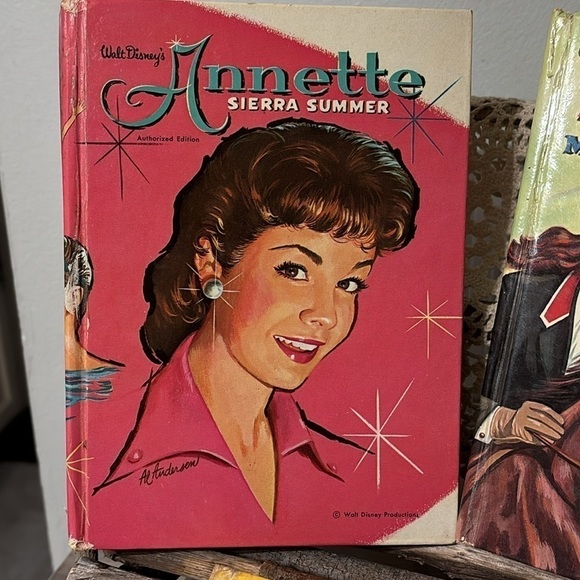 Walt Disney's
Annette
SIERRA SUMMER
Authorized Edition
Al Andersen
© Walt Disney Productions
M